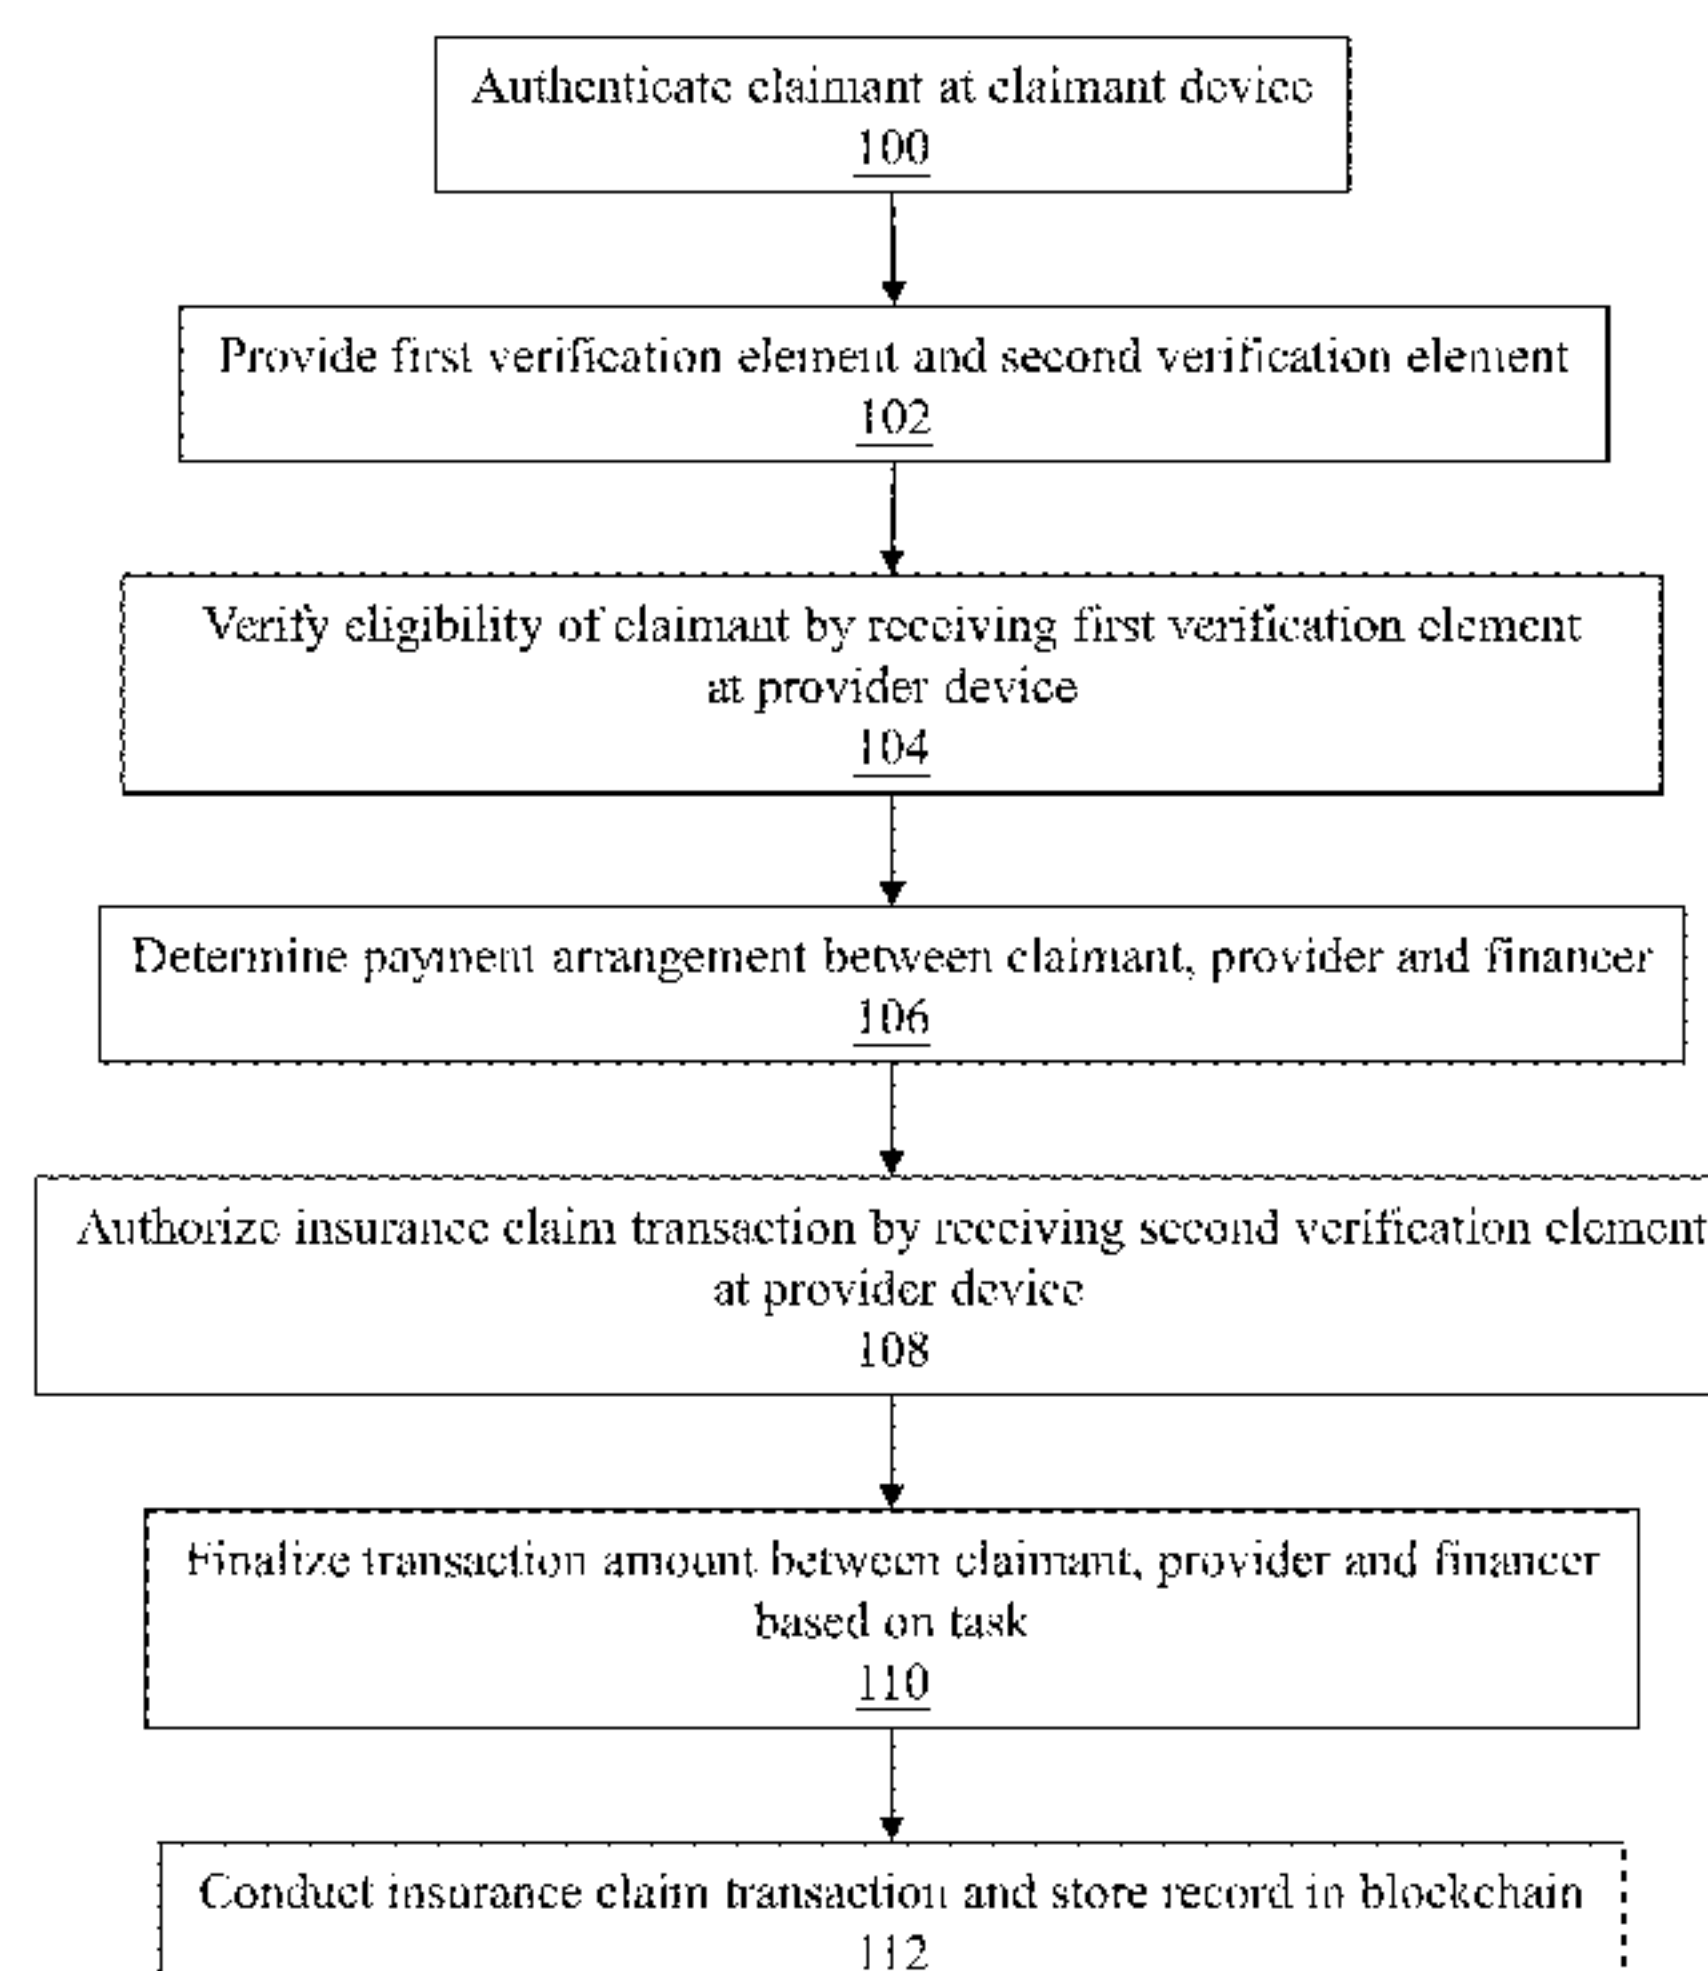 Authenticate claimant at claimant device
100
Provide first verification element and second verification element
102
Verify eligibility of claimant by receiving first verification element
at provider device
104
Determine payment arrangement between claimant, provider and financer
106
Authorize insurance claim transaction by receiving second verification element
at provider device
108
Finalize transaction amount between claimant, provider and financer
based on task
110
Conduct insurance claim transaction and store record in blockchain
112